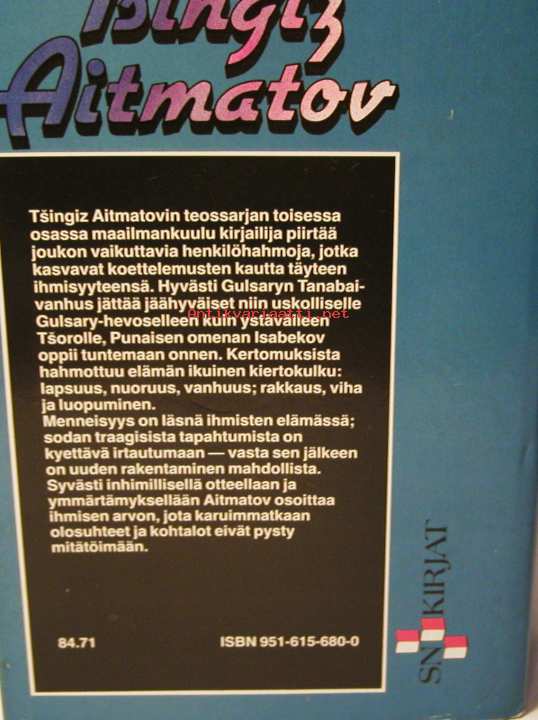 Tšingiz
Aitmatov
Tšingiz Aitmatovin teossarjan toisessa
osassa maailmankuulu kirjailija piirtää
joukon vaikuttavia henkilöhahmoja, jotka
kasvavat koettelemusten kautta täyteen
ihmisyyteensä. Hyvästi Gulsaryn Tanabai-
vanhus jättää jäähyväiset niin uskolliselle
Gulsary-hevoselleen kuin ystävälleen
Antikvariaatti.net
Tšorolle, Punaisen omenan Isabekov
oppii tuntemaan onnen. Kertomuksista
hahmottuu elämän ikuinen kiertokulku:
lapsuus, nuoruus, vanhuus; rakkaus, viha
ja luopuminen.
Menneisyys on läsnä ihmisten elämässä;
sodan traagisista tapahtumista on
kyettävä irtautumaan — vasta sen jälkeen
on uuden rakentaminen mahdollista.
Syvästi inhimillisellä otteellaan ja
ymmärtämyksellään Aitmatov osoittaa
ihmisen arvon, jota karuimmatkaan
olosuhteet ja kohtalot eivät pysty
mitätöimään.
84.71 ISBN 951-615-680-0
SN KIRJAT